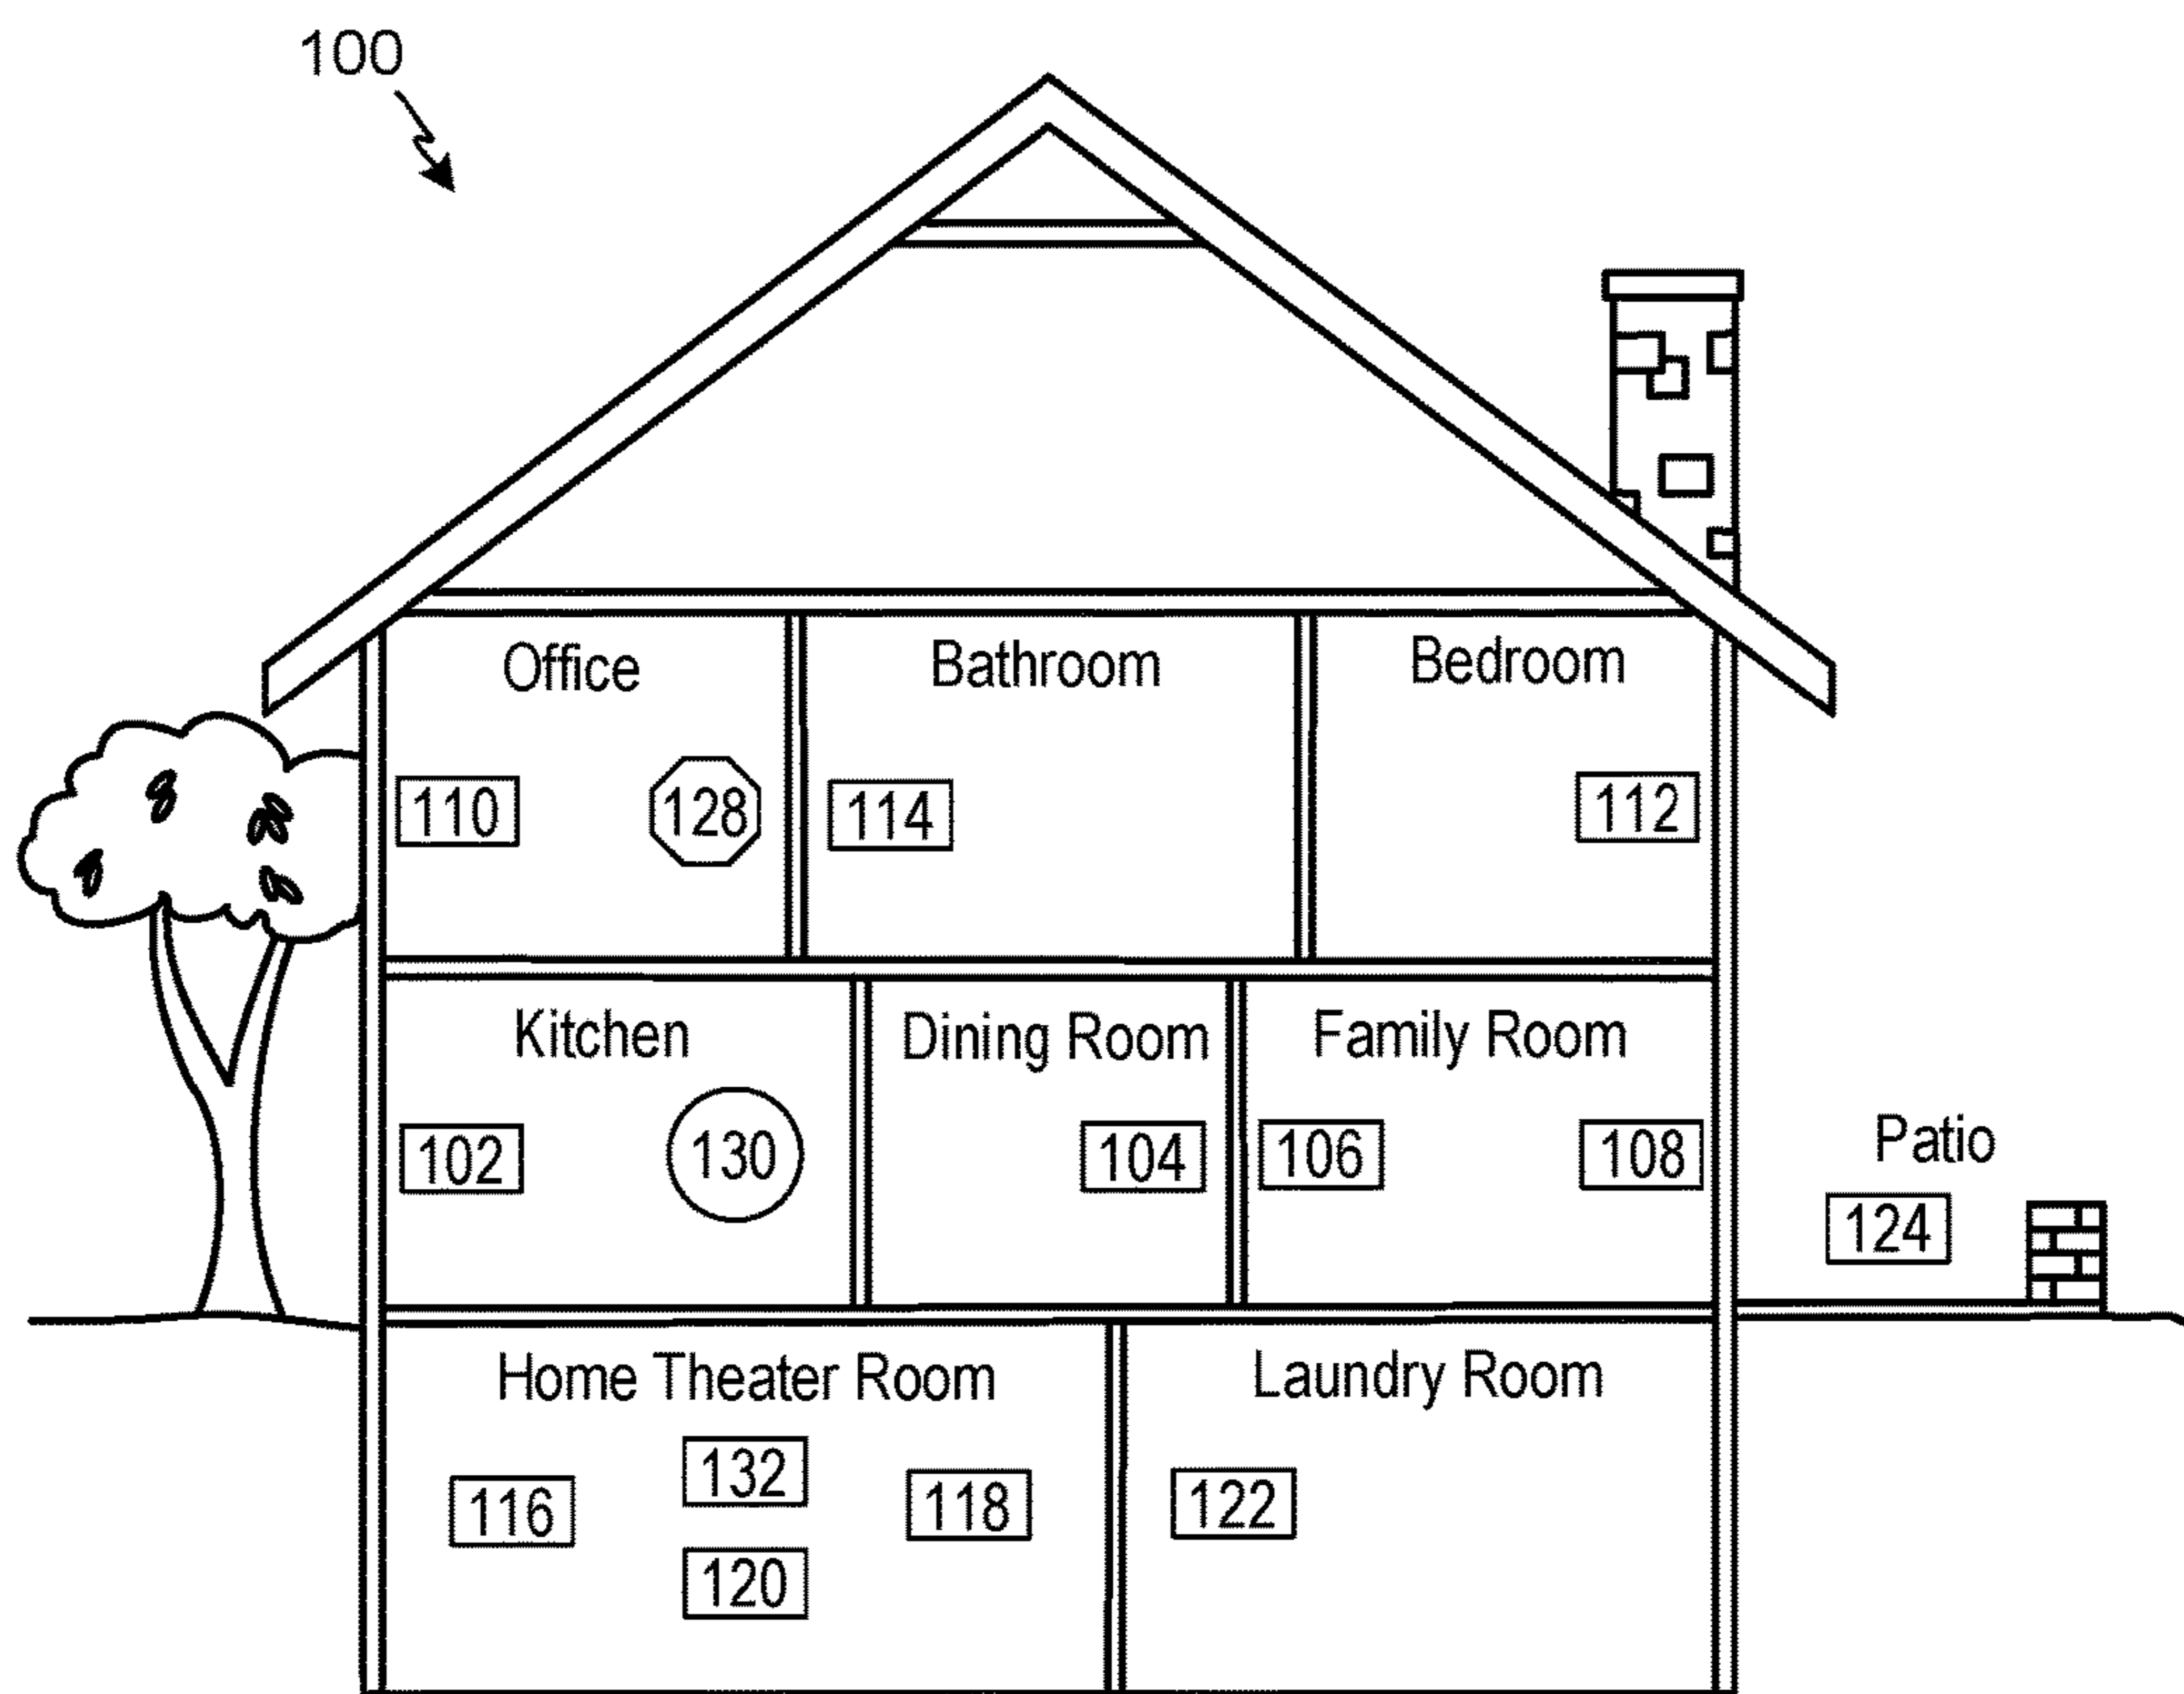 100
Office Bathroom Bedroom
110 128 114 112
Kitchen Dining Room Family Room
102 130 104 106 108
Patio
124
Home Theater Room Laundry Room
132
116 118 122
120